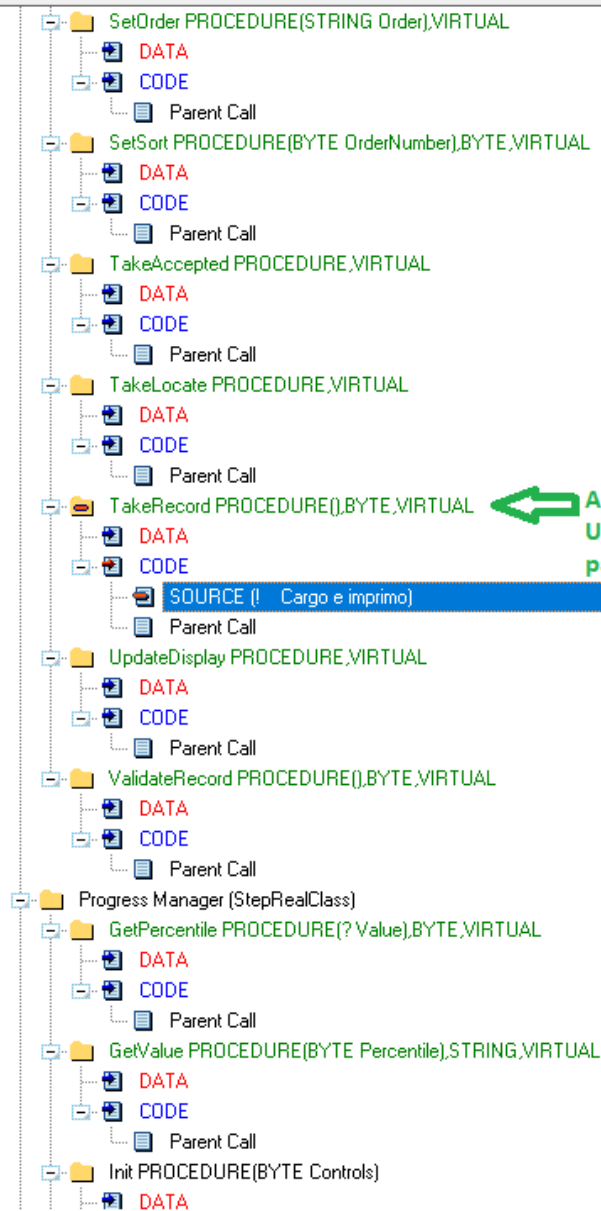 SetOrder PROCEDURE(STRING Order),VIRTUAL
DATA
CODE
Parent Call
SetSort PROCEDURE(BYTE OrderNumber),BYTE,VIRTUAL
DATA
CODE
Parent Call
TakeAccepted PROCEDURE,VIRTUAL
DATA
CODE
Parent Call
TakeLocate PROCEDURE,VIRTUAL
DATA
CODE
Parent Call
TakeRecord PROCEDURE(),BYTE,VIRTUAL A
U
DATA
CODE p
SOURCE (! Cargo e imprimo)
Parent Call
UpdateDisplay PROCEDURE,VIRTUAL
DATA
CODE
Parent Call
ValidateRecord PROCEDURE(),BYTE,VIRTUAL
DATA
CODE
Parent Call
Progress Manager (StepRealClass)
GetPercentile PROCEDURE(? Value),BYTE,VIRTUAL
DATA
CODE
Parent Call
GetValue PROCEDURE(BYTE Percentile),STRING,VIRTUAL
DATA
CODE
Parent Call
Init PROCEDURE(BYTE Controls)
DATA